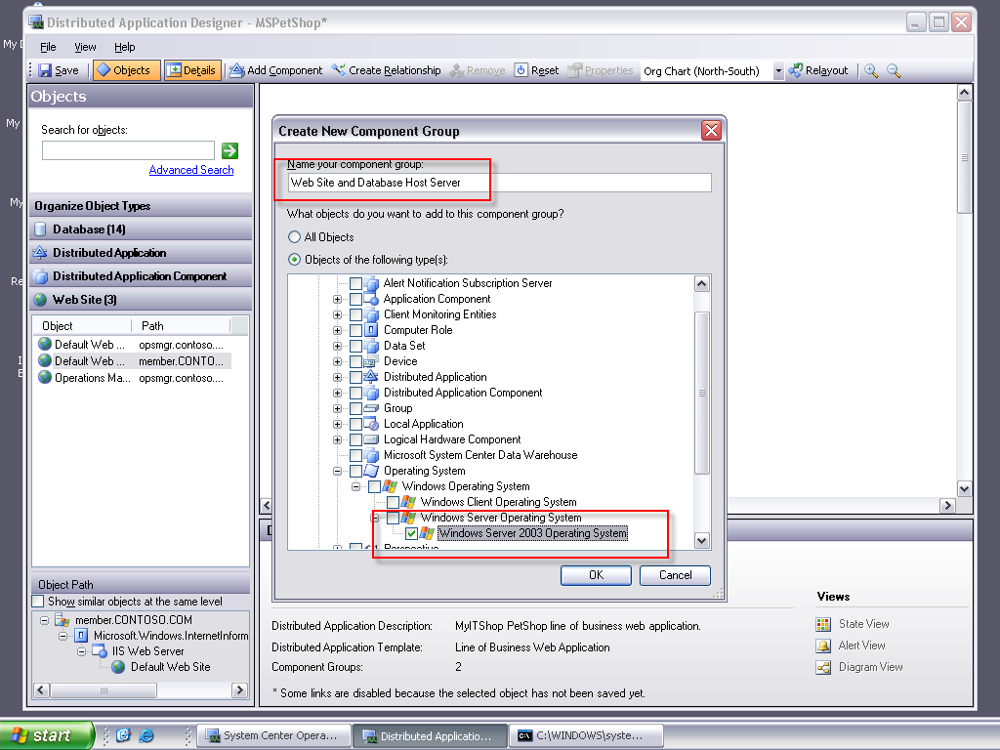 Distributed Application Designer - MSPetShop*
File View Help
Save Objects Details Add Component Create Relationship Remove Reset Properties Org Chart (North-South) Relayout
My
My
My
Re
Objects
Search for objects:
Advanced Search
Organize Object Types
Database (14)
Distributed Application
Distributed Application Component
Web Site (3)
Object Path
Default Web ... opsmgr.contoso....
Default Web ... member.CONTO...
Operations Ma... opsmgr.contoso....
Object Path
Show similar objects at the same level
member.CONTOSO.COM
Microsoft.Windows.InternetInform
IIS Web Server
Default Web Site
Create New Component Group
Name your component group:
Web Site and Database Host Server
What objects do you want to add to this component group?
All Objects
Objects of the following type(s):
Alert Notification Subscription Server
Application Component
Client Monitoring Entities
Computer Role
Data Set
Device
Distributed Application
Distributed Application Component
Group
Local Application
Logical Hardware Component
Microsoft System Center Data Warehouse
Operating System
Windows Operating System
Windows Client Operating System
Windows Server Operating System
Windows Server 2003 Operating System
Perspective
OK Cancel
Distributed Application Description: MyITShop PetShop line of business web application.
Distributed Application Template: Line of Business Web Application
Component Groups: 2
* Some links are disabled because the selected object has not been saved yet.
Views
State View
Alert View
Diagram View
start System Center Opera... Distributed Applicatio... C:\WINDOWS\syste...